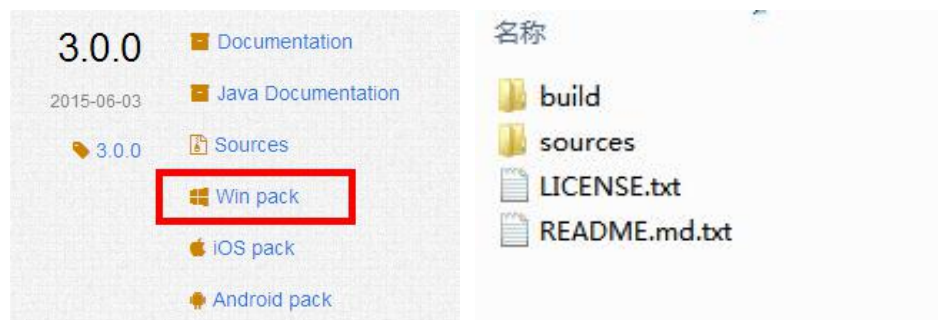 3.0.0
2015-06-03
3.0.0
Documentation
Java Documentation
Sources
Win pack
iOS pack
Android pack
名称
build
sources
LICENSE.txt
README.md.txt